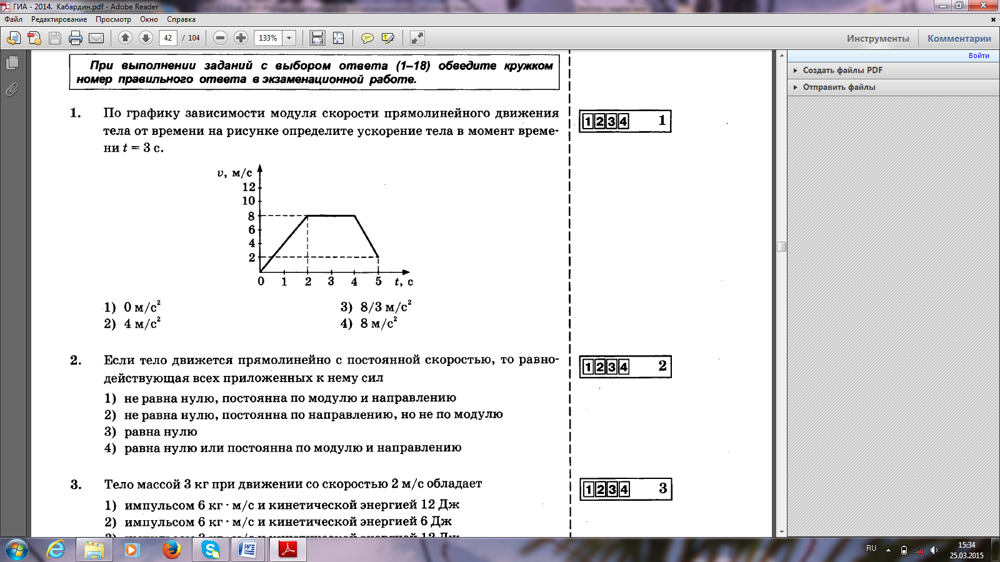 ГИА - 2014.  Кабардин.pdf - Adobe Reader
Файл Редактирование Просмотр Окно Справка
42 / 104 133% Инструменты Комментарии
Войти
Создать файлы PDF
Отправить файлы
При выполнении заданий с выбором ответа (1–18) обведите кружком
номер правильного ответа в экзаменационной работе.
1. По графику зависимости модуля скорости прямолинейного движения
тела от времени на рисунке определите ускорение тела в момент време-
ни t = 3 с.
1 2 3 4 1
υ, м/с
12
10
8
6
4
2
0 1 2 3 4 5 t, с
1) 0 м/с² 3) 8/3 м/с²
2) 4 м/с² 4) 8 м/с²
2. Если тело движется прямолинейно с постоянной скоростью, то равно-
действующая всех приложенных к нему сил
1 2 3 4 2
1) не равна нулю, постоянна по модулю и направлению
2) не равна нулю, постоянна по направлению, но не по модулю
3) равна нулю
4) равна нулю или постоянна по модулю и направлению
3. Тело массой 3 кг при движении со скоростью 2 м/с обладает
1 2 3 4 3
1) импульсом 6 кг · м/с и кинетической энергией 12 Дж
2) импульсом 6 кг · м/с и кинетической энергией 6 Дж
RU 15:34
25.03.2015